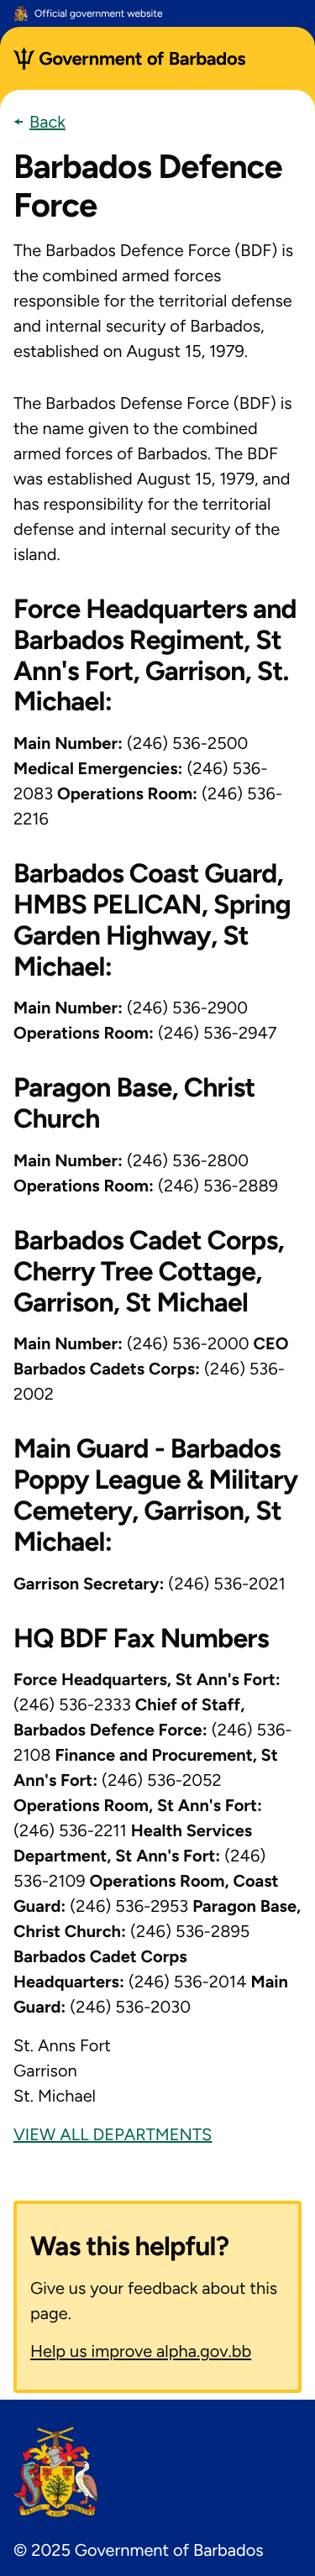 Official government website
Government of Barbados
Back
Barbados Defence
Force
The Barbados Defence Force (BDF) is
the combined armed forces
responsible for the territorial defense
and internal security of Barbados,
established on August 15, 1979.
The Barbados Defense Force (BDF) is
the name given to the combined
armed forces of Barbados. The BDF
was established August 15, 1979, and
has responsibility for the territorial
defense and internal security of the
island.
Force Headquarters and
Barbados Regiment, St
Ann's Fort, Garrison, St.
Michael:
Main Number: (246) 536-2500
Medical Emergencies: (246) 536-
2083 Operations Room: (246) 536-
2216
Barbados Coast Guard,
HMBS PELICAN, Spring
Garden Highway, St
Michael:
Main Number: (246) 536-2900
Operations Room: (246) 536-2947
Paragon Base, Christ
Church
Main Number: (246) 536-2800
Operations Room: (246) 536-2889
Barbados Cadet Corps,
Cherry Tree Cottage,
Garrison, St Michael
Main Number: (246) 536-2000 CEO
Barbados Cadets Corps: (246) 536-
2002
Main Guard - Barbados
Poppy League & Military
Cemetery, Garrison, St
Michael:
Garrison Secretary: (246) 536-2021
HQ BDF Fax Numbers
Force Headquarters, St Ann's Fort:
(246) 536-2333 Chief of Staff,
Barbados Defence Force: (246) 536-
2108 Finance and Procurement, St
Ann's Fort: (246) 536-2052
Operations Room, St Ann's Fort:
(246) 536-2211 Health Services
Department, St Ann's Fort: (246)
536-2109 Operations Room, Coast
Guard: (246) 536-2953 Paragon Base,
Christ Church: (246) 536-2895
Barbados Cadet Corps
Headquarters: (246) 536-2014 Main
Guard: (246) 536-2030
St. Anns Fort
Garrison
St. Michael
VIEW ALL DEPARTMENTS
Was this helpful?
Give us your feedback about this
page.
Help us improve alpha.gov.bb
PRIDE AND INDUSTRY
© 2025 Government of Barbados